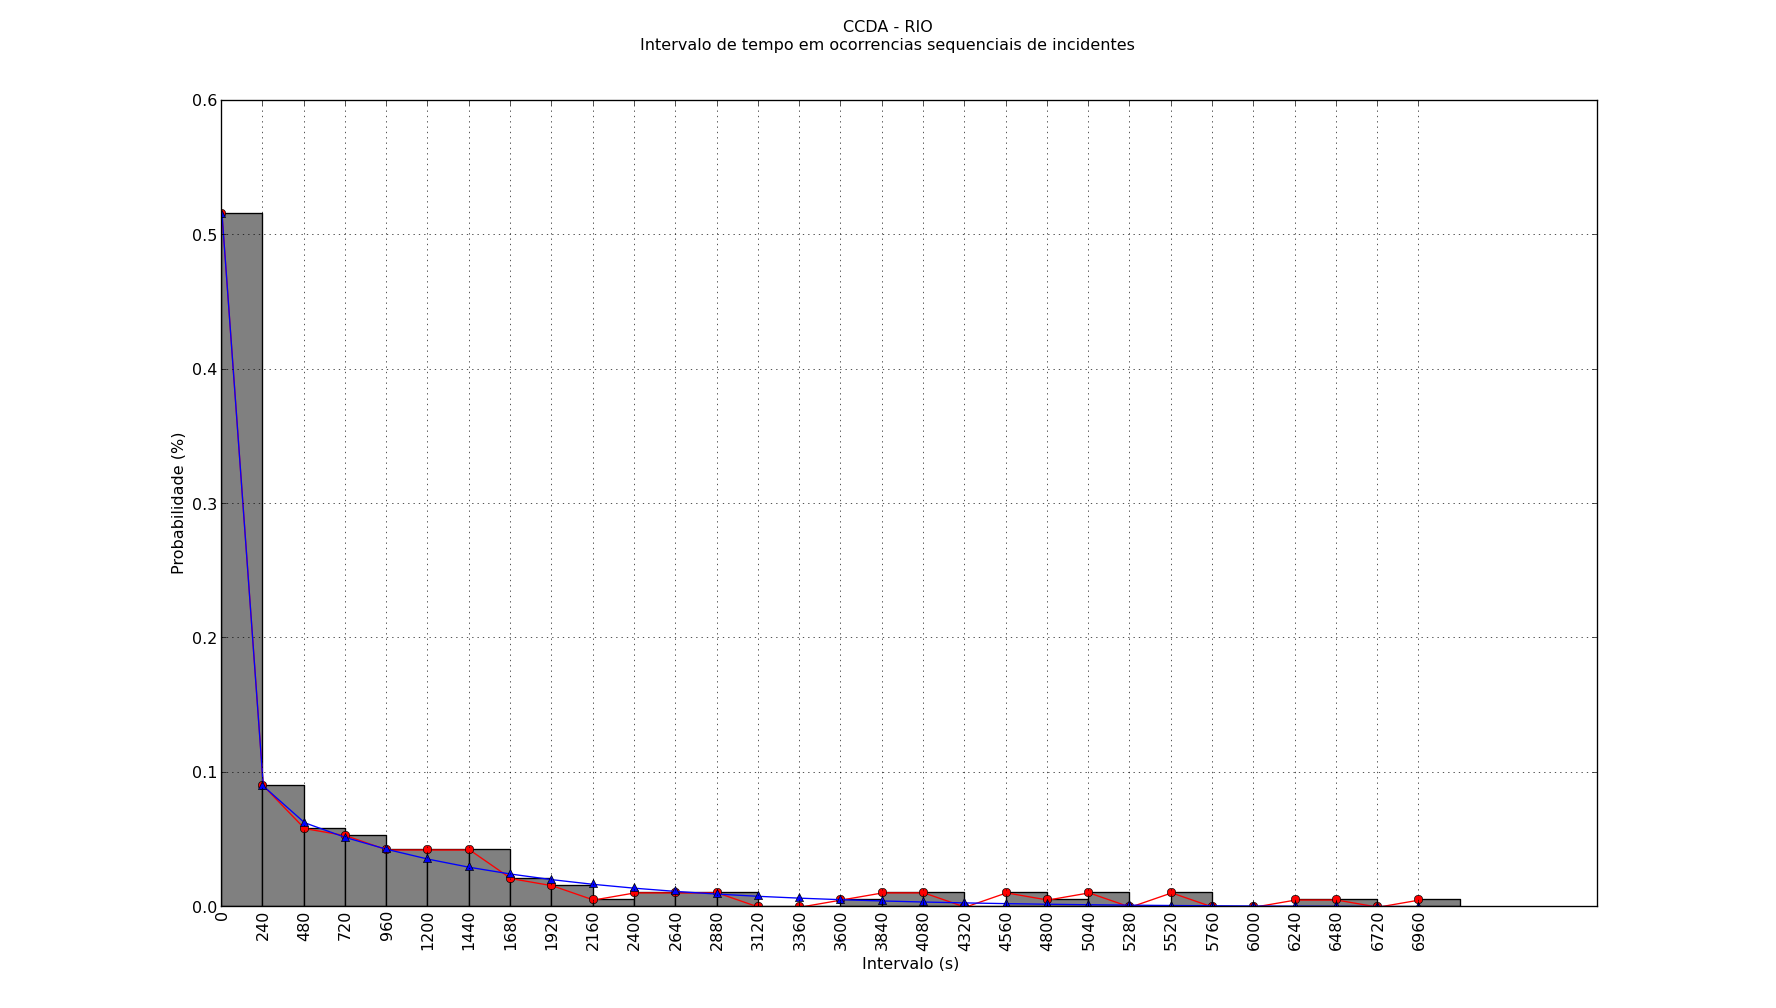 CCDA - RIO
Intervalo de tempo em ocorrencias sequenciais de incidentes
0.6
0.5
0.4
0.3
0.2
0.1
0.0
Probabilidade (%)
0 240 480 720 960 1200 1440 1680 1920 2160 2400 2640 2880 3120 3360 3600 3840 4080 4320 4560 4800 5040 5280 5520 5760 6000 6240 6480 6720 6960
Intervalo (s)